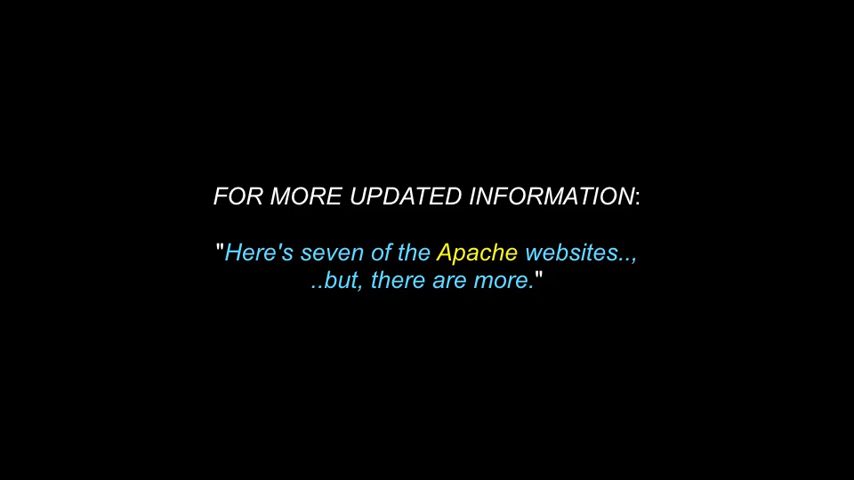 FOR MORE UPDATED INFORMATION:
"Here's seven of the Apache websites..,
..but, there are more."